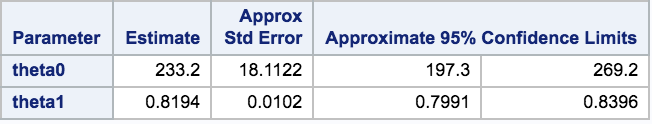 Parameter Estimate Approx Std Error Approximate 95% Confidence Limits
theta0 233.2 18.1122 197.3 269.2
theta1 0.8194 0.0102 0.7991 0.8396